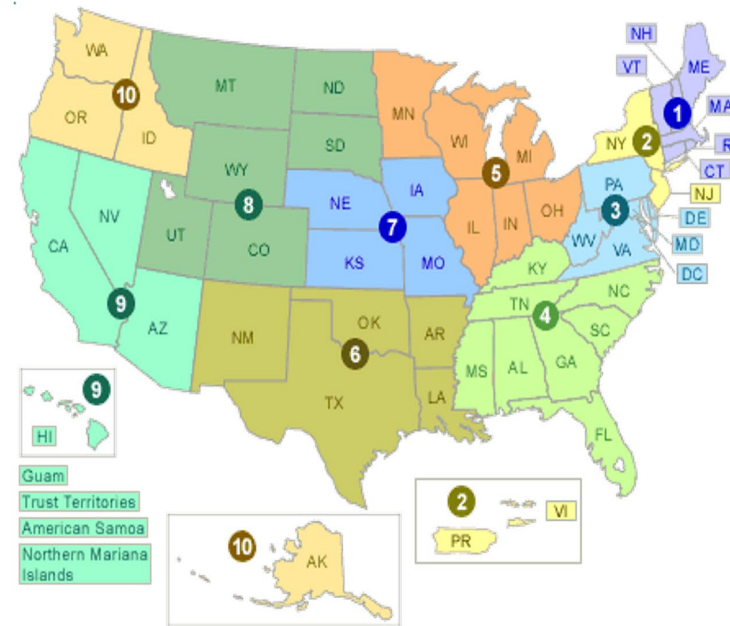 NH
ME
VT
WA
MT
ND
MN
10
1
MA
OR
ID
SD
WI
MI
NY
2
R
CT
WY
5
PA
NJ
NV
8
NE
IA
IL
IN
OH
3
DE
CA
UT
CO
7
WV
VA
MD
KS
MO
KY
DC
9
AZ
NM
OK
AR
TN
NC
4
SC
6
MS
AL
GA
TX
LA
FL
9
HI
Guam
Trust Territories
American Samoa
Northern Mariana
Islands
10
AK
2
VI
PR